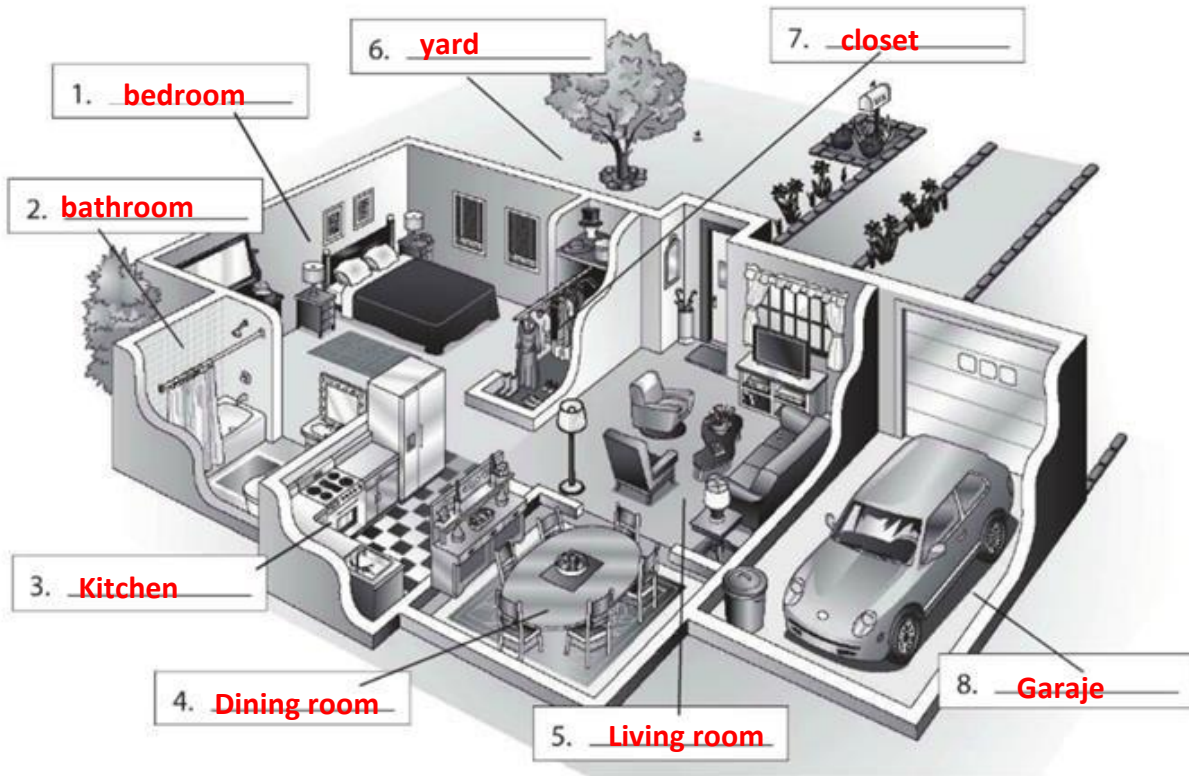 1. bedroom
2. bathroom
3. Kitchen
4. Dining room
5. Living room
6. yard
7. closet
8. Garaje